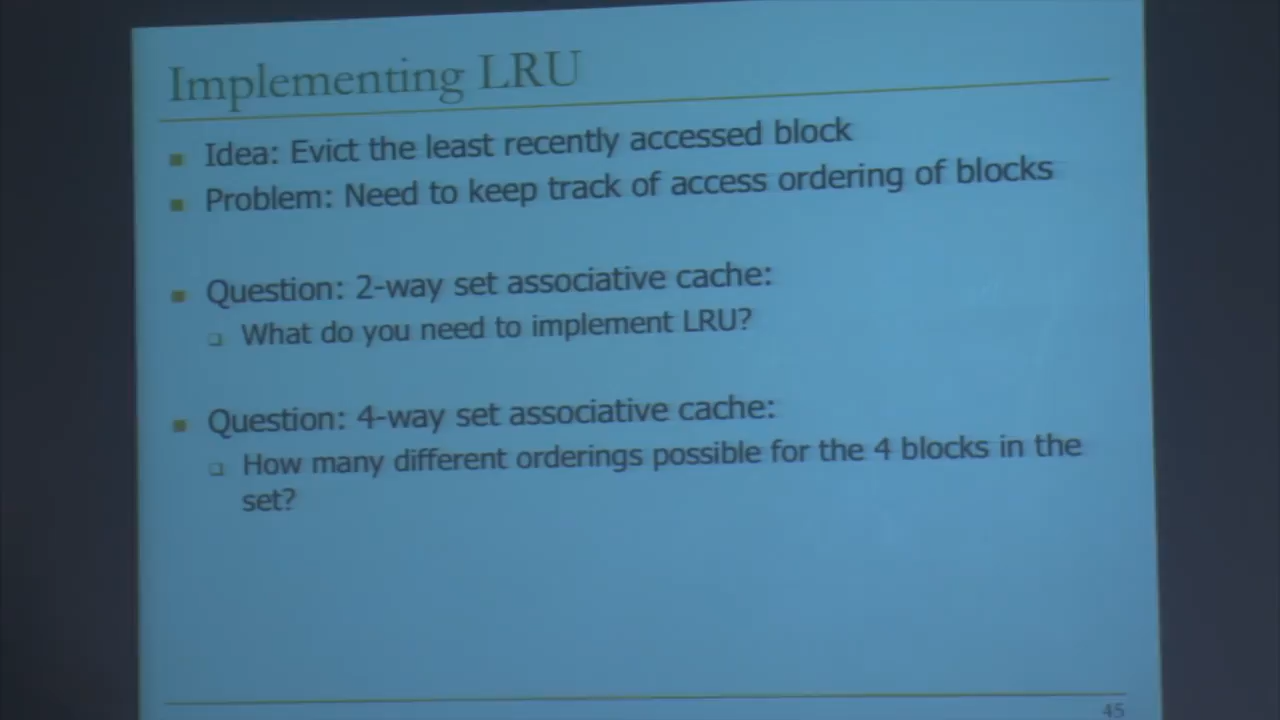 Implementing LRU
Idea: Evict the least recently accessed block
Problem: Need to keep track of access ordering of blocks
Question: 2-way set associative cache:
What do you need to implement LRU?
Question: 4-way set associative cache:
How many different orderings possible for the 4 blocks in the
set?
45